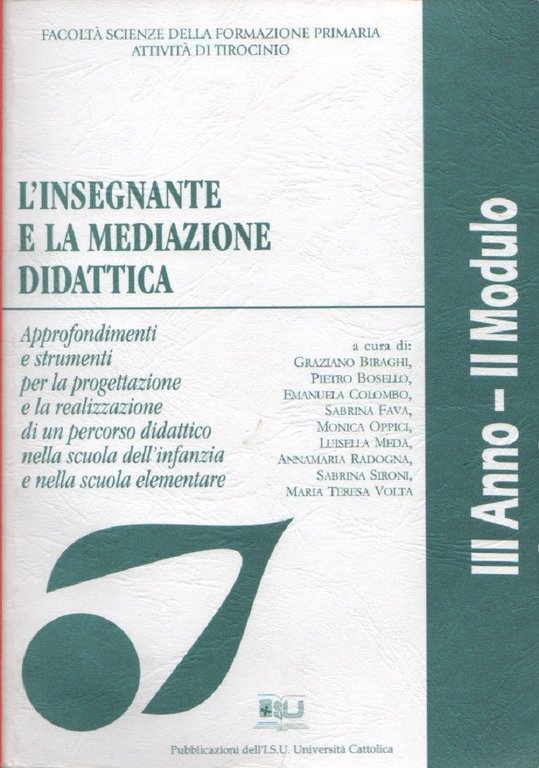 FACOLTÀ SCIENZE DELLA FORMAZIONE PRIMARIA
ATTIVITÀ DI TIROCINIO
L'INSEGNANTE
E LA MEDIAZIONE
DIDATTICA
Approfondimenti
e strumenti
per la progettazione
e la realizzazione
di un percorso didattico
nella scuola dell'infanzia
e nella scuola elementare
a cura di:
GRAZIANO BIRAGHI,
PIETRO BOSELLO,
EMANUELA COLOMBO,
SABRINA FAVA,
MONICA OPPICI,
LUISELLA MEDA,
ANNAMARIA RADOGNA,
SABRINA SIRONI,
MARIA TERESA VOLTA
III Anno – II Modulo
ISU
Pubblicazioni dell'I.S.U. Università Cattolica